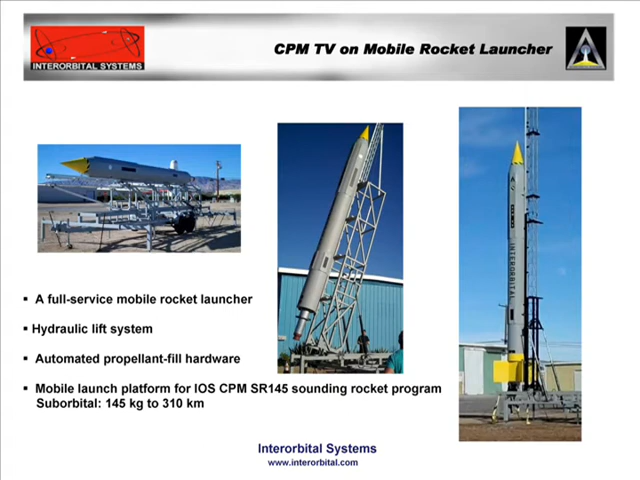 INTERORBITAL SYSTEMS
CPM TV on Mobile Rocket Launcher
INTERORBITAL
▪ A full-service mobile rocket launcher
▪ Hydraulic lift system
▪ Automated propellant-fill hardware
▪ Mobile launch platform for IOS CPM SR145 sounding rocket program
Suborbital: 145 kg to 310 km
Interorbital Systems
www.interorbital.com